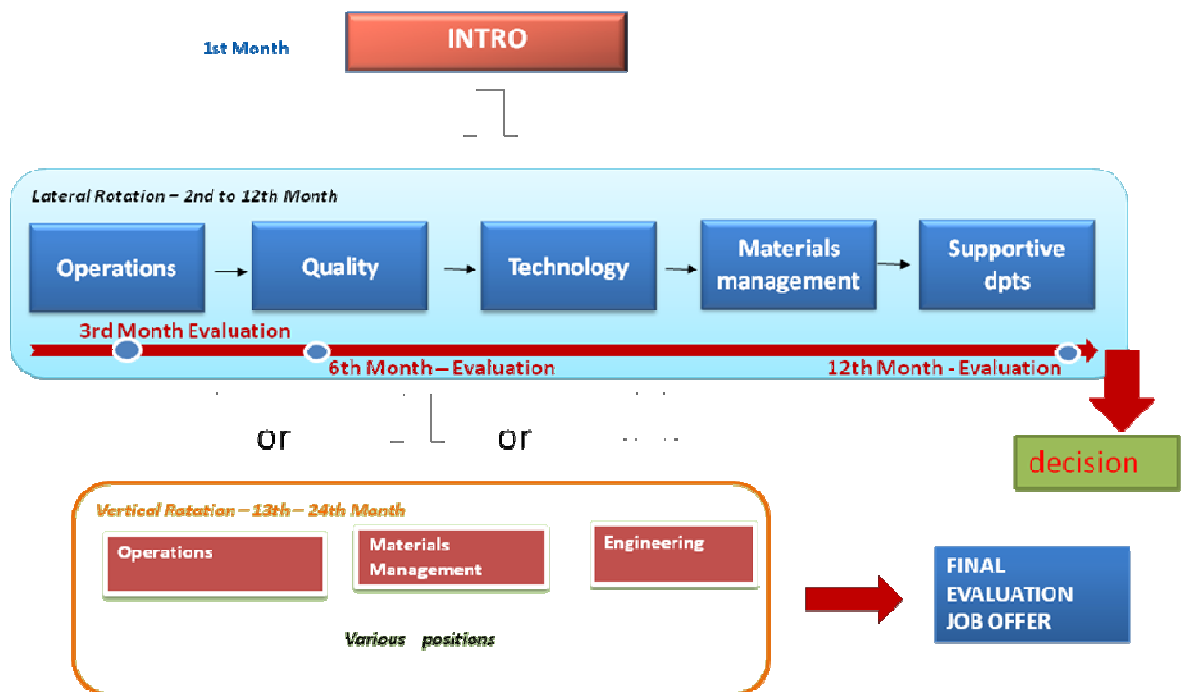 INTRO
1st Month
Lateral Rotation – 2nd to 12th Month
Operations
Quality
Technology
Materials
management
Supportive
dpts
3rd Month Evaluation
6th Month – Evaluation
12th Month - Evaluation
or
or
decision
Vertical Rotation – 13th – 24th Month
Operations
Materials
Management
Engineering
Various positions
FINAL
EVALUATION
JOB OFFER